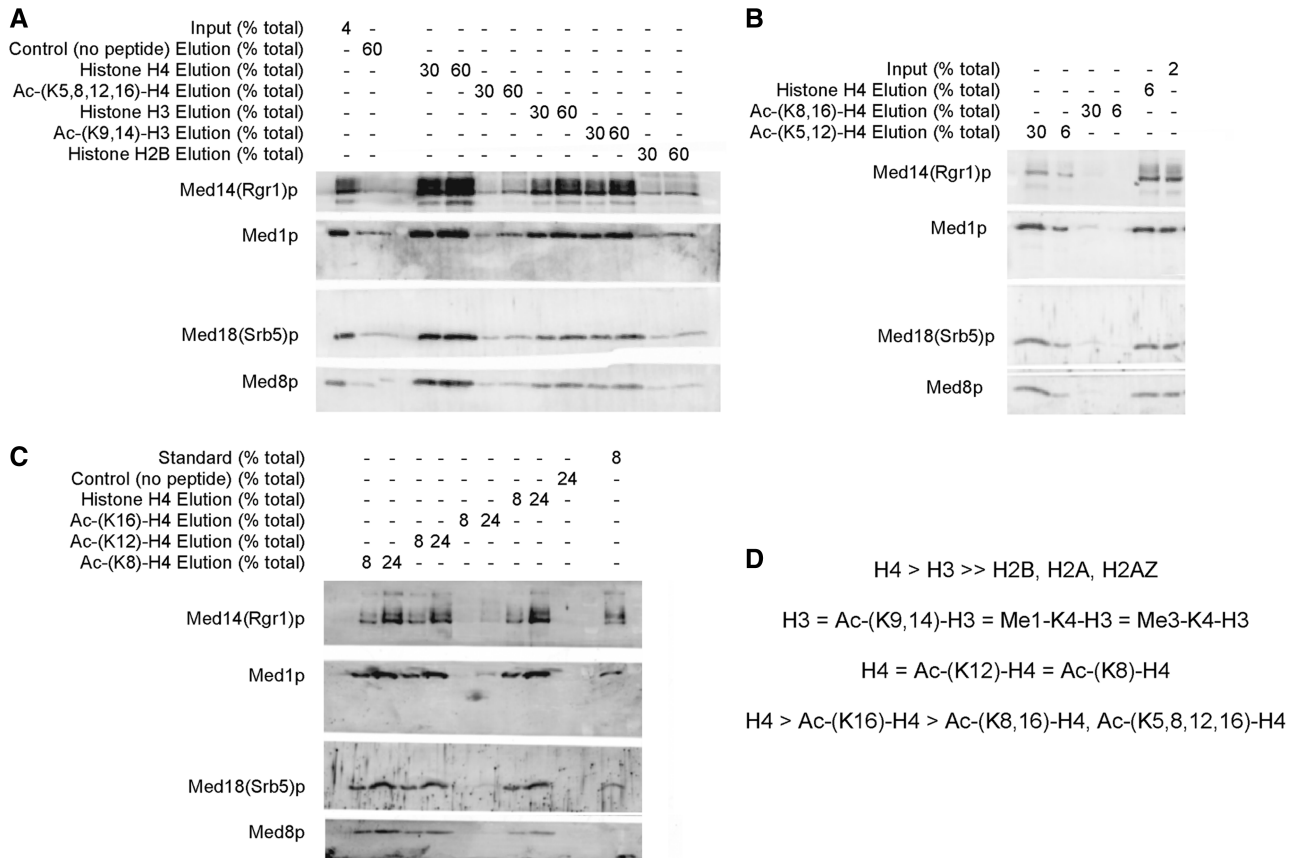 A
Input (% total) 4 - - - - - - - - - - -
Control (no peptide) Elution (% total) - 60 - - - - - - - - - -
Histone H4 Elution (% total) - - 30 60 - - - - - - - -
Ac-(K5,8,12,16)-H4 Elution (% total) - - - - 30 60 - - - - - -
Histone H3 Elution (% total) - - - - - - 30 60 - - - -
Ac-(K9,14)-H3 Elution (% total) - - - - - - - - 30 60 - -
Histone H2B Elution (% total) - - - - - - - - - - 30 60
Med14(Rgr1)p
Med1p
Med18(Srb5)p
Med8p
B
Input (% total) - - - - - 2
Histone H4 Elution (% total) - - - - 6 -
Ac-(K8,16)-H4 Elution (% total) - - 30 6 - -
Ac-(K5,12)-H4 Elution (% total) 30 6 - - - -
Med14(Rgr1)p
Med1p
Med18(Srb5)p
Med8p
C
Standard (% total) - - - - - - - - - 8
Control (no peptide) (% total) - - - - - - - - 24 -
Histone H4 Elution (% total) - - - - - - 8 24 - -
Ac-(K16)-H4 Elution (% total) - - - - 8 24 - - - -
Ac-(K12)-H4 Elution (% total) - - 8 24 - - - - - -
Ac-(K8)-H4 Elution (% total) 8 24 - - - - - - - -
Med14(Rgr1)p
Med1p
Med18(Srb5)p
Med8p
D
H4 > H3 >> H2B, H2A, H2AZ
H3 = Ac-(K9,14)-H3 = Me1-K4-H3 = Me3-K4-H3
H4 = Ac-(K12)-H4 = Ac-(K8)-H4
H4 > Ac-(K16)-H4 > Ac-(K8,16)-H4, Ac-(K5,8,12,16)-H4